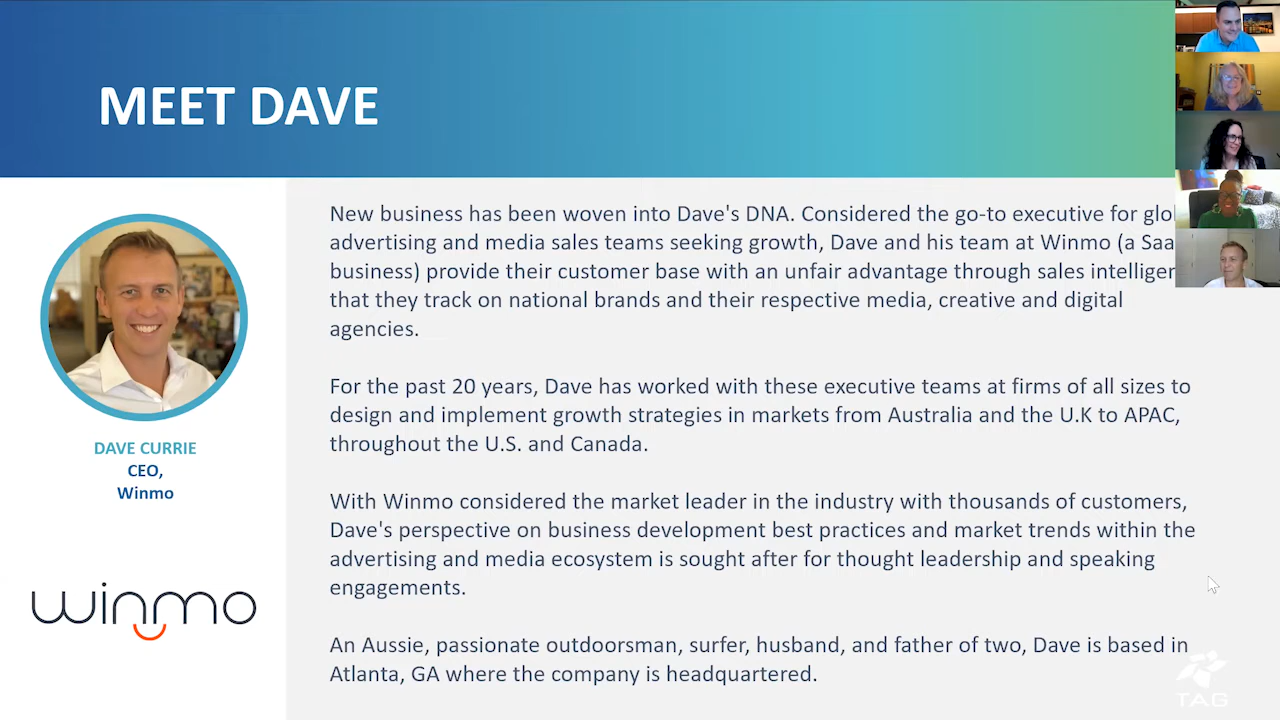 MEET DAVE
New business has been woven into Dave's DNA. Considered the go-to executive for
advertising and media sales teams seeking growth, Dave and his team at Winmo (a
business) provide their customer base with an unfair advantage through sales
that they track on national brands and their respective media, creative and digital
agencies.
For the past 20 years, Dave has worked with these executive teams at firms of all sizes to
design and implement growth strategies in markets from Australia and the U.K to APAC,
throughout the U.S. and Canada.
With Winmo considered the market leader in the industry with thousands of customers,
Dave's perspective on business development best practices and market trends within the
advertising and media ecosystem is sought after for thought leadership and speaking
engagements.
An Aussie, passionate outdoorsman, surfer, husband, and father of two, Dave is based in
Atlanta, GA where the company is headquartered.
DAVE CURRIE
CEO,
Winmo
winmo
TAG